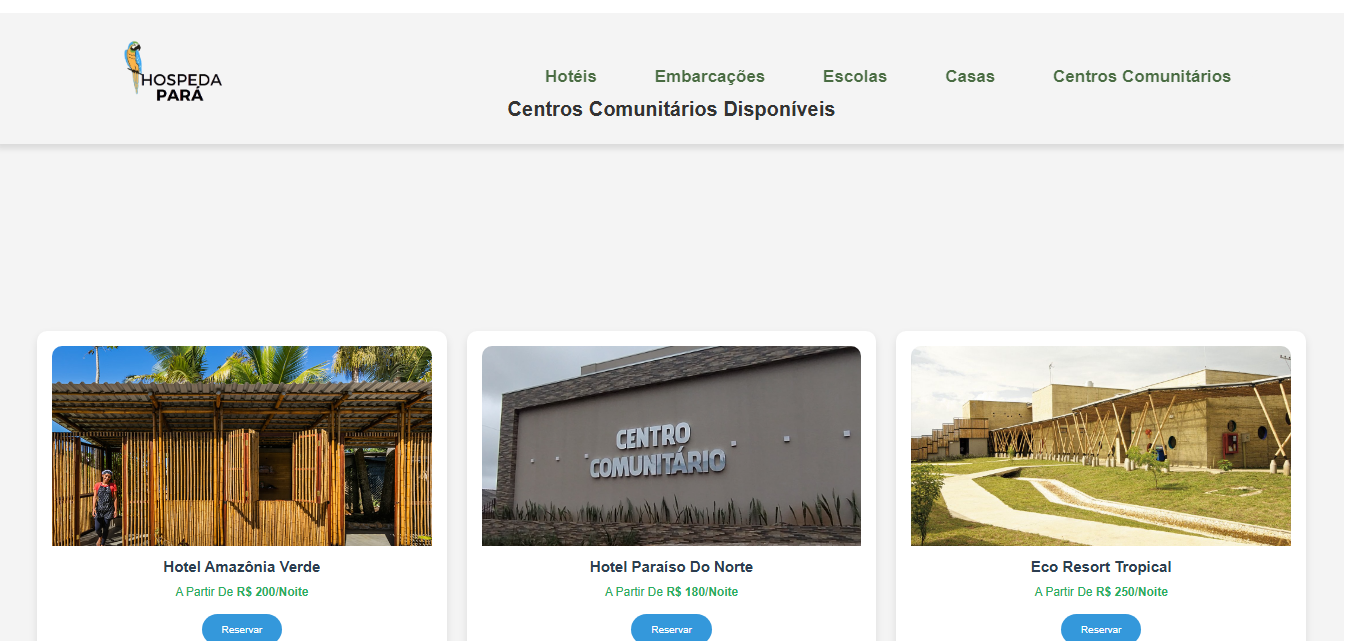 HOSPEDA
PARÁ
Hotéis Embarcações Escolas Casas Centros Comunitários
Centros Comunitários Disponíveis
CENTRO
COMUNITÁRIO
Hotel Amazônia Verde
A Partir De R$ 200/Noite
Reservar
Hotel Paraíso Do Norte
A Partir De R$ 180/Noite
Reservar
Eco Resort Tropical
A Partir De R$ 250/Noite
Reservar